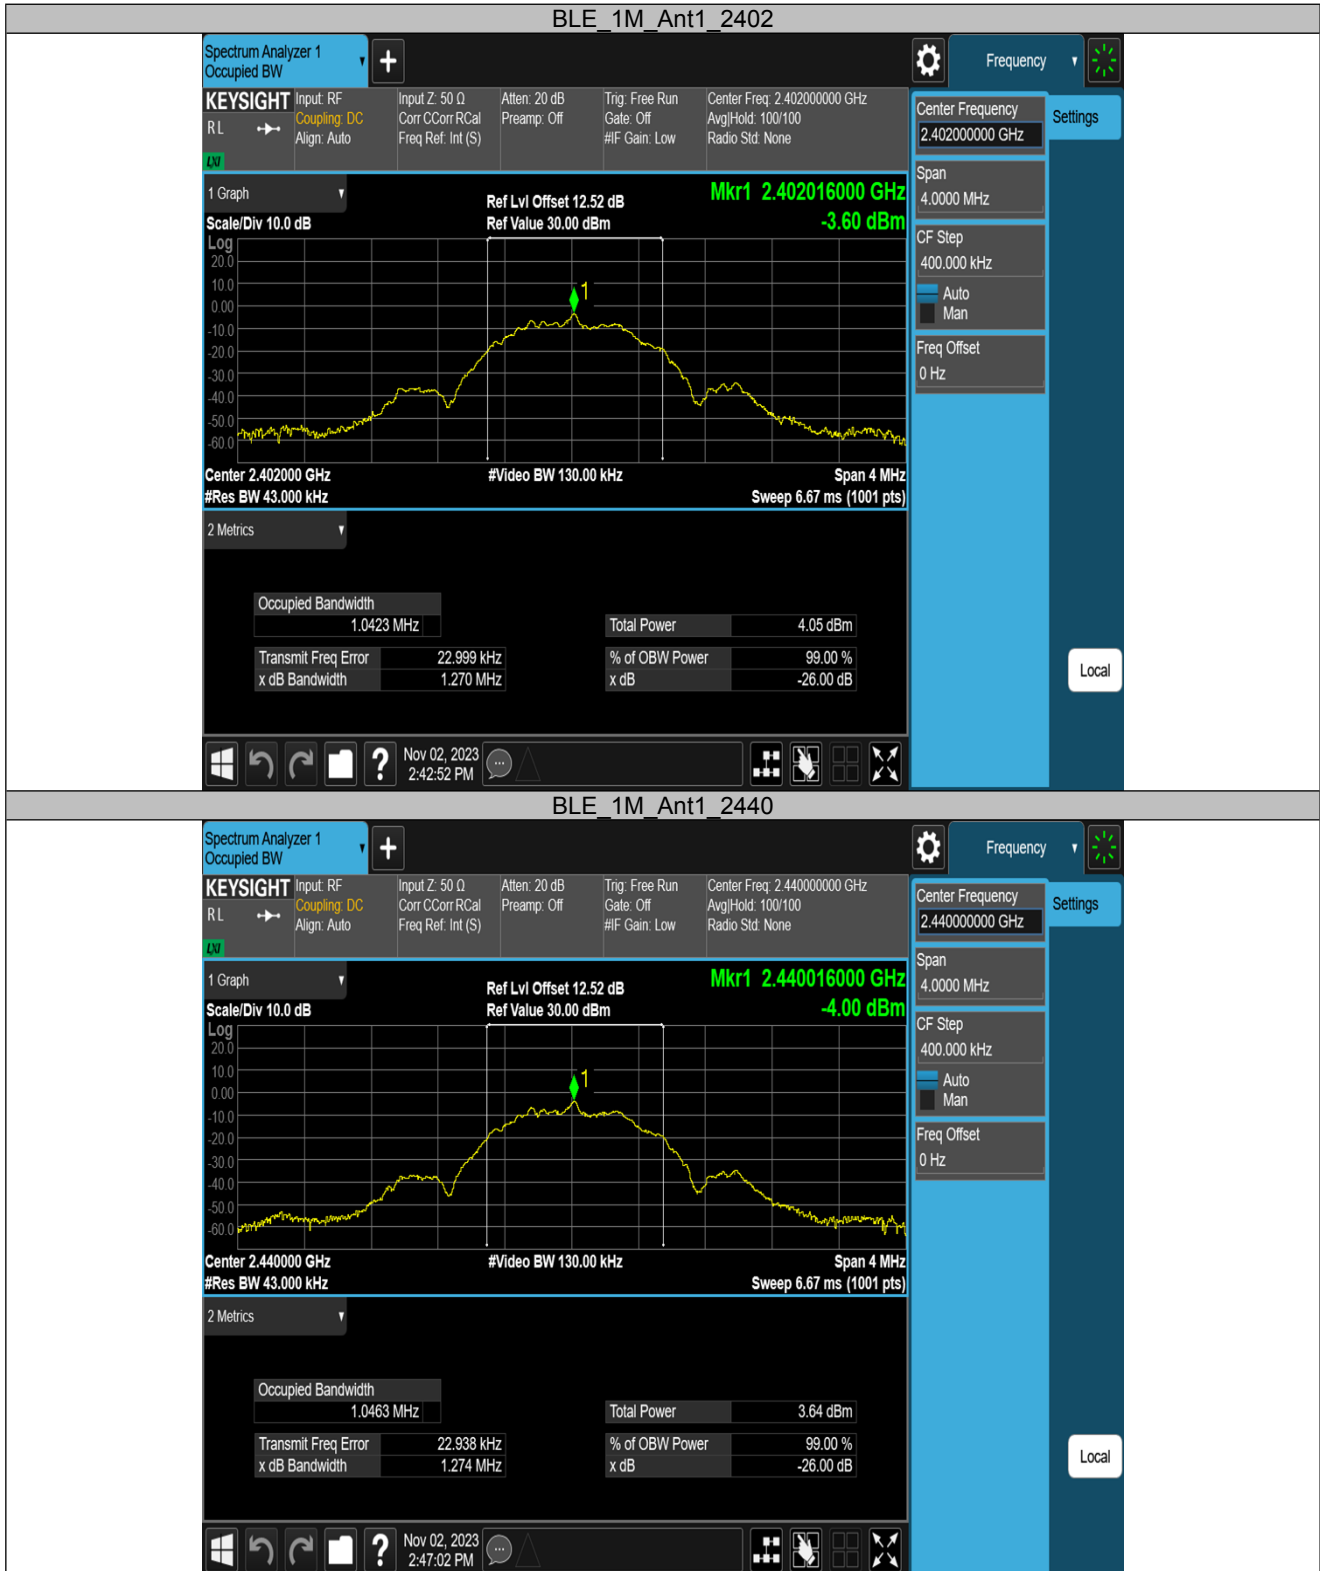 BLE_1M_Ant1_2402
Spectrum Analyzer 1
Occupied BW
Frequency
KEYSIGHT
R L
LXI
Input: RF
Coupling: DC
Align: Auto
Input Z: 50 Ω
Corr CCorr RCal
Freq Ref: Int (S)
Atten: 20 dB
Preamp: Off
Trig: Free Run
Gate: Off
#IF Gain: Low
Center Freq: 2.402000000 GHz
Avg|Hold: 100/100
Radio Std: None
Center Frequency
2.402000000 GHz
Settings
Span
4.0000 MHz
CF Step
400.000 kHz
Auto
Man
Freq Offset
0 Hz
1 Graph
Scale/Div 10.0 dB
Ref Lvl Offset 12.52 dB
Ref Value 30.00 dBm
Mkr1 2.402016000 GHz
-3.60 dBm
Log
20.0
10.0
0.00
-10.0
-20.0
-30.0
-40.0
-50.0
-60.0
1
Center 2.402000 GHz
#Video BW 130.00 kHz
Span 4 MHz
#Res BW 43.000 kHz
Sweep 6.67 ms (1001 pts)
2 Metrics
Occupied Bandwidth
1.0423 MHz
Total Power 4.05 dBm
Transmit Freq Error 22.999 kHz
% of OBW Power 99.00 %
x dB Bandwidth 1.270 MHz
x dB -26.00 dB
Local
?
Nov 02, 2023
2:42:52 PM
BLE_1M_Ant1_2440
Spectrum Analyzer 1
Occupied BW
Frequency
KEYSIGHT
R L
LXI
Input: RF
Coupling: DC
Align: Auto
Input Z: 50 Ω
Corr CCorr RCal
Freq Ref: Int (S)
Atten: 20 dB
Preamp: Off
Trig: Free Run
Gate: Off
#IF Gain: Low
Center Freq: 2.440000000 GHz
Avg|Hold: 100/100
Radio Std: None
Center Frequency
2.440000000 GHz
Settings
Span
4.0000 MHz
CF Step
400.000 kHz
Auto
Man
Freq Offset
0 Hz
1 Graph
Scale/Div 10.0 dB
Ref Lvl Offset 12.52 dB
Ref Value 30.00 dBm
Mkr1 2.440016000 GHz
-4.00 dBm
Log
20.0
10.0
0.00
-10.0
-20.0
-30.0
-40.0
-50.0
-60.0
1
Center 2.440000 GHz
#Video BW 130.00 kHz
Span 4 MHz
#Res BW 43.000 kHz
Sweep 6.67 ms (1001 pts)
2 Metrics
Occupied Bandwidth
1.0463 MHz
Total Power 3.64 dBm
Transmit Freq Error 22.938 kHz
% of OBW Power 99.00 %
x dB Bandwidth 1.274 MHz
x dB -26.00 dB
Local
?
Nov 02, 2023
2:47:02 PM